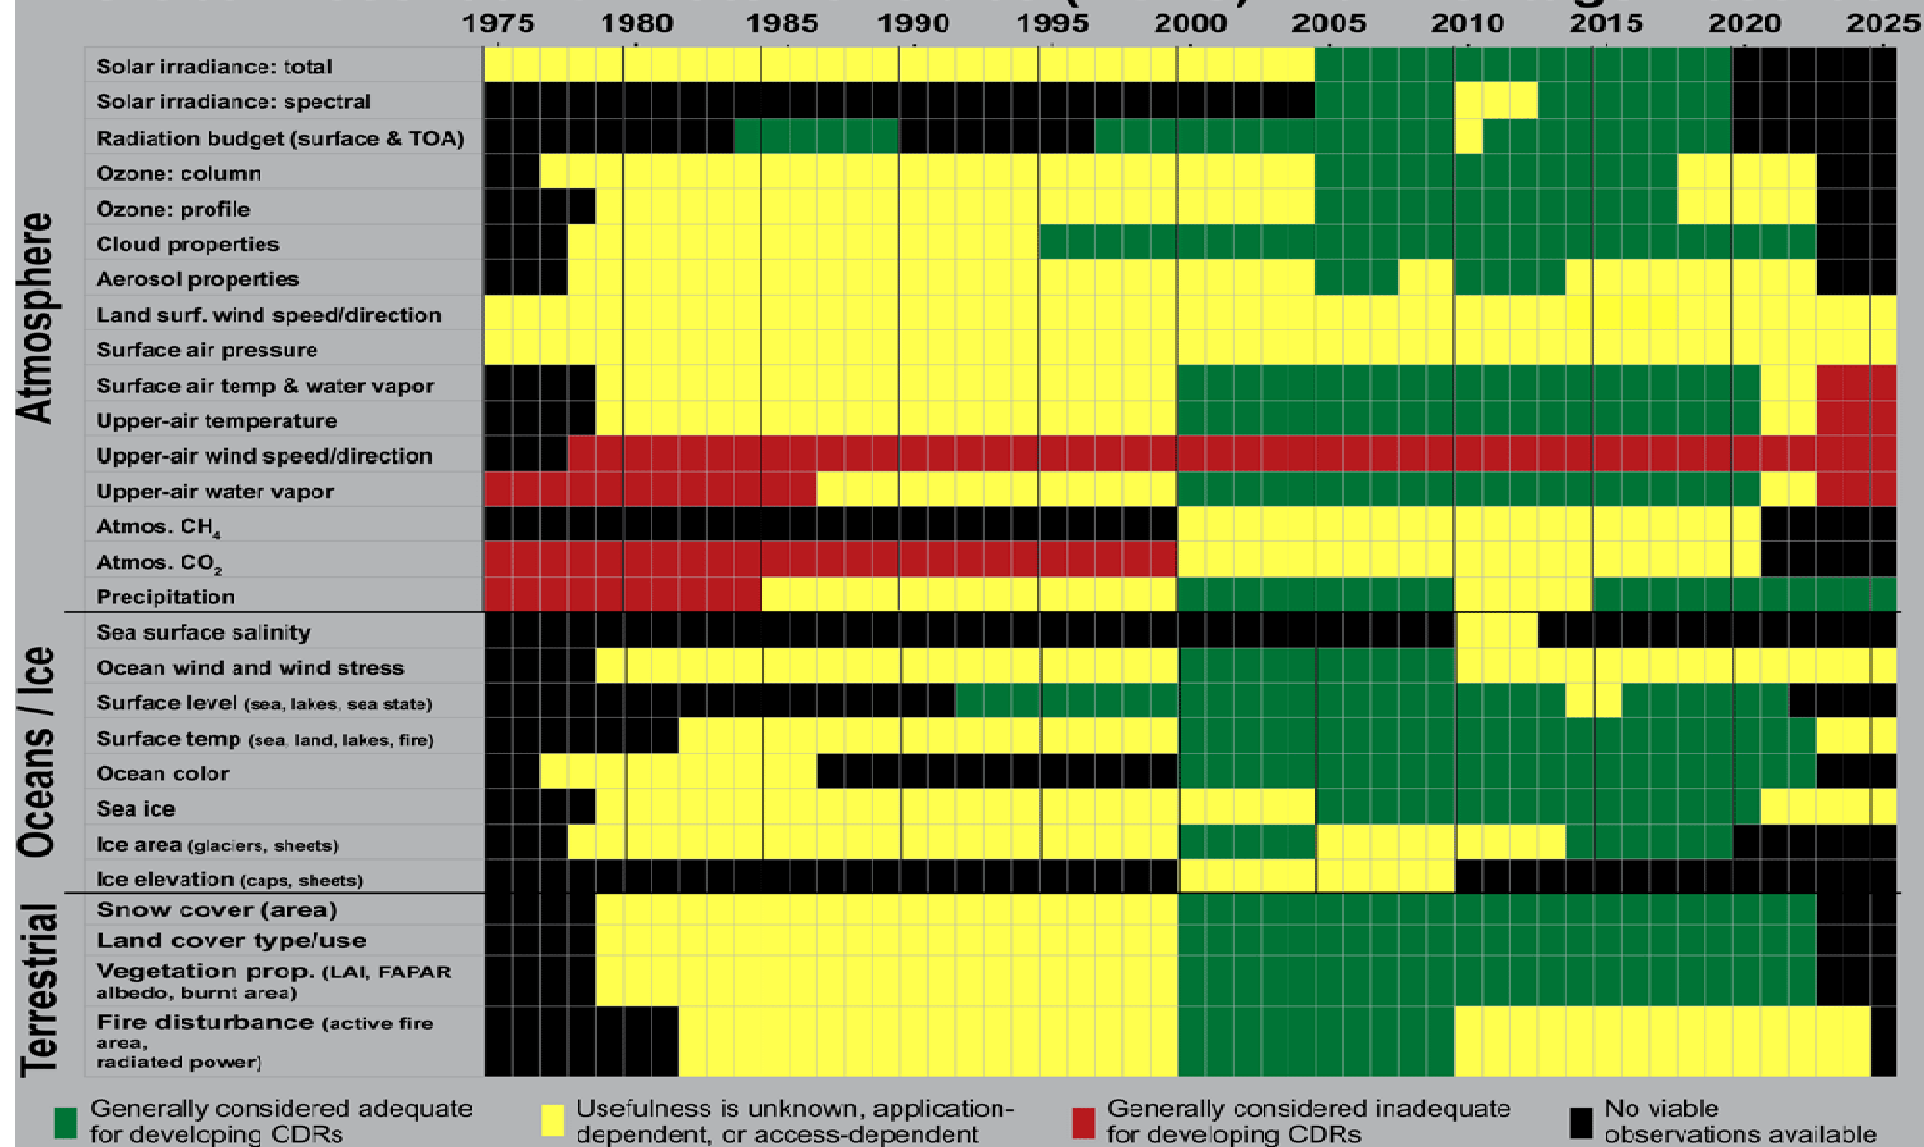 1975 1980 1985 1990 1995 2000 2005 2010 2015 2020 2025
Atmosphere
Solar irradiance: total
Solar irradiance: spectral
Radiation budget (surface & TOA)
Ozone: column
Ozone: profile
Cloud properties
Aerosol properties
Land surf. wind speed/direction
Surface air pressure
Surface air temp & water vapor
Upper-air temperature
Upper-air wind speed/direction
Upper-air water vapor
Atmos. CH₄
Atmos. CO₂
Precipitation
Oceans / Ice
Sea surface salinity
Ocean wind and wind stress
Surface level (sea, lakes, sea state)
Surface temp (sea, land, lakes, fire)
Ocean color
Sea ice
Ice area (glaciers, sheets)
Ice elevation (caps, sheets)
Terrestrial
Snow cover (area)
Land cover type/use
Vegetation prop. (LAI, FAPAR
albedo, burnt area)
Fire disturbance (active fire
area,
radiated power)
Generally considered adequate
for developing CDRs
Usefulness is unknown, application-
dependent, or access-dependent
Generally considered inadequate
for developing CDRs
No viable
observations available